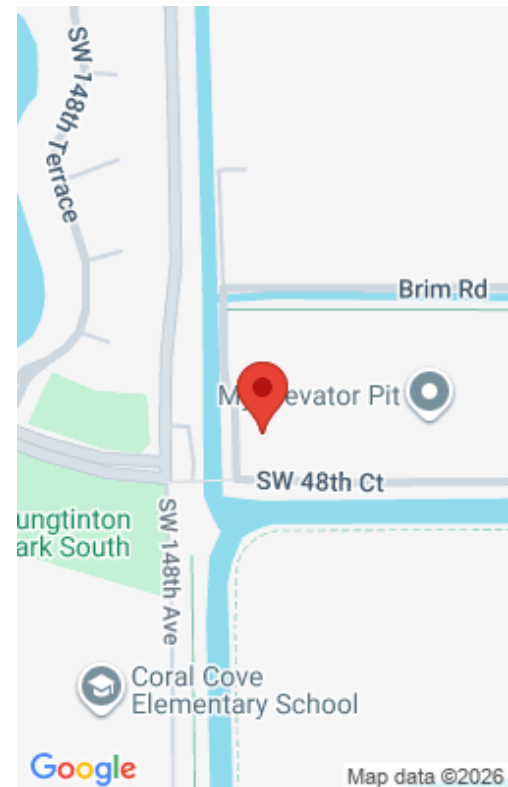 SW 148th Terrace
Brim Rd
Pit
SW 48th Ct
ungtinton
ark South
SW 148th Ave
Coral Cove
Elementary School
Google
Map data ©2026